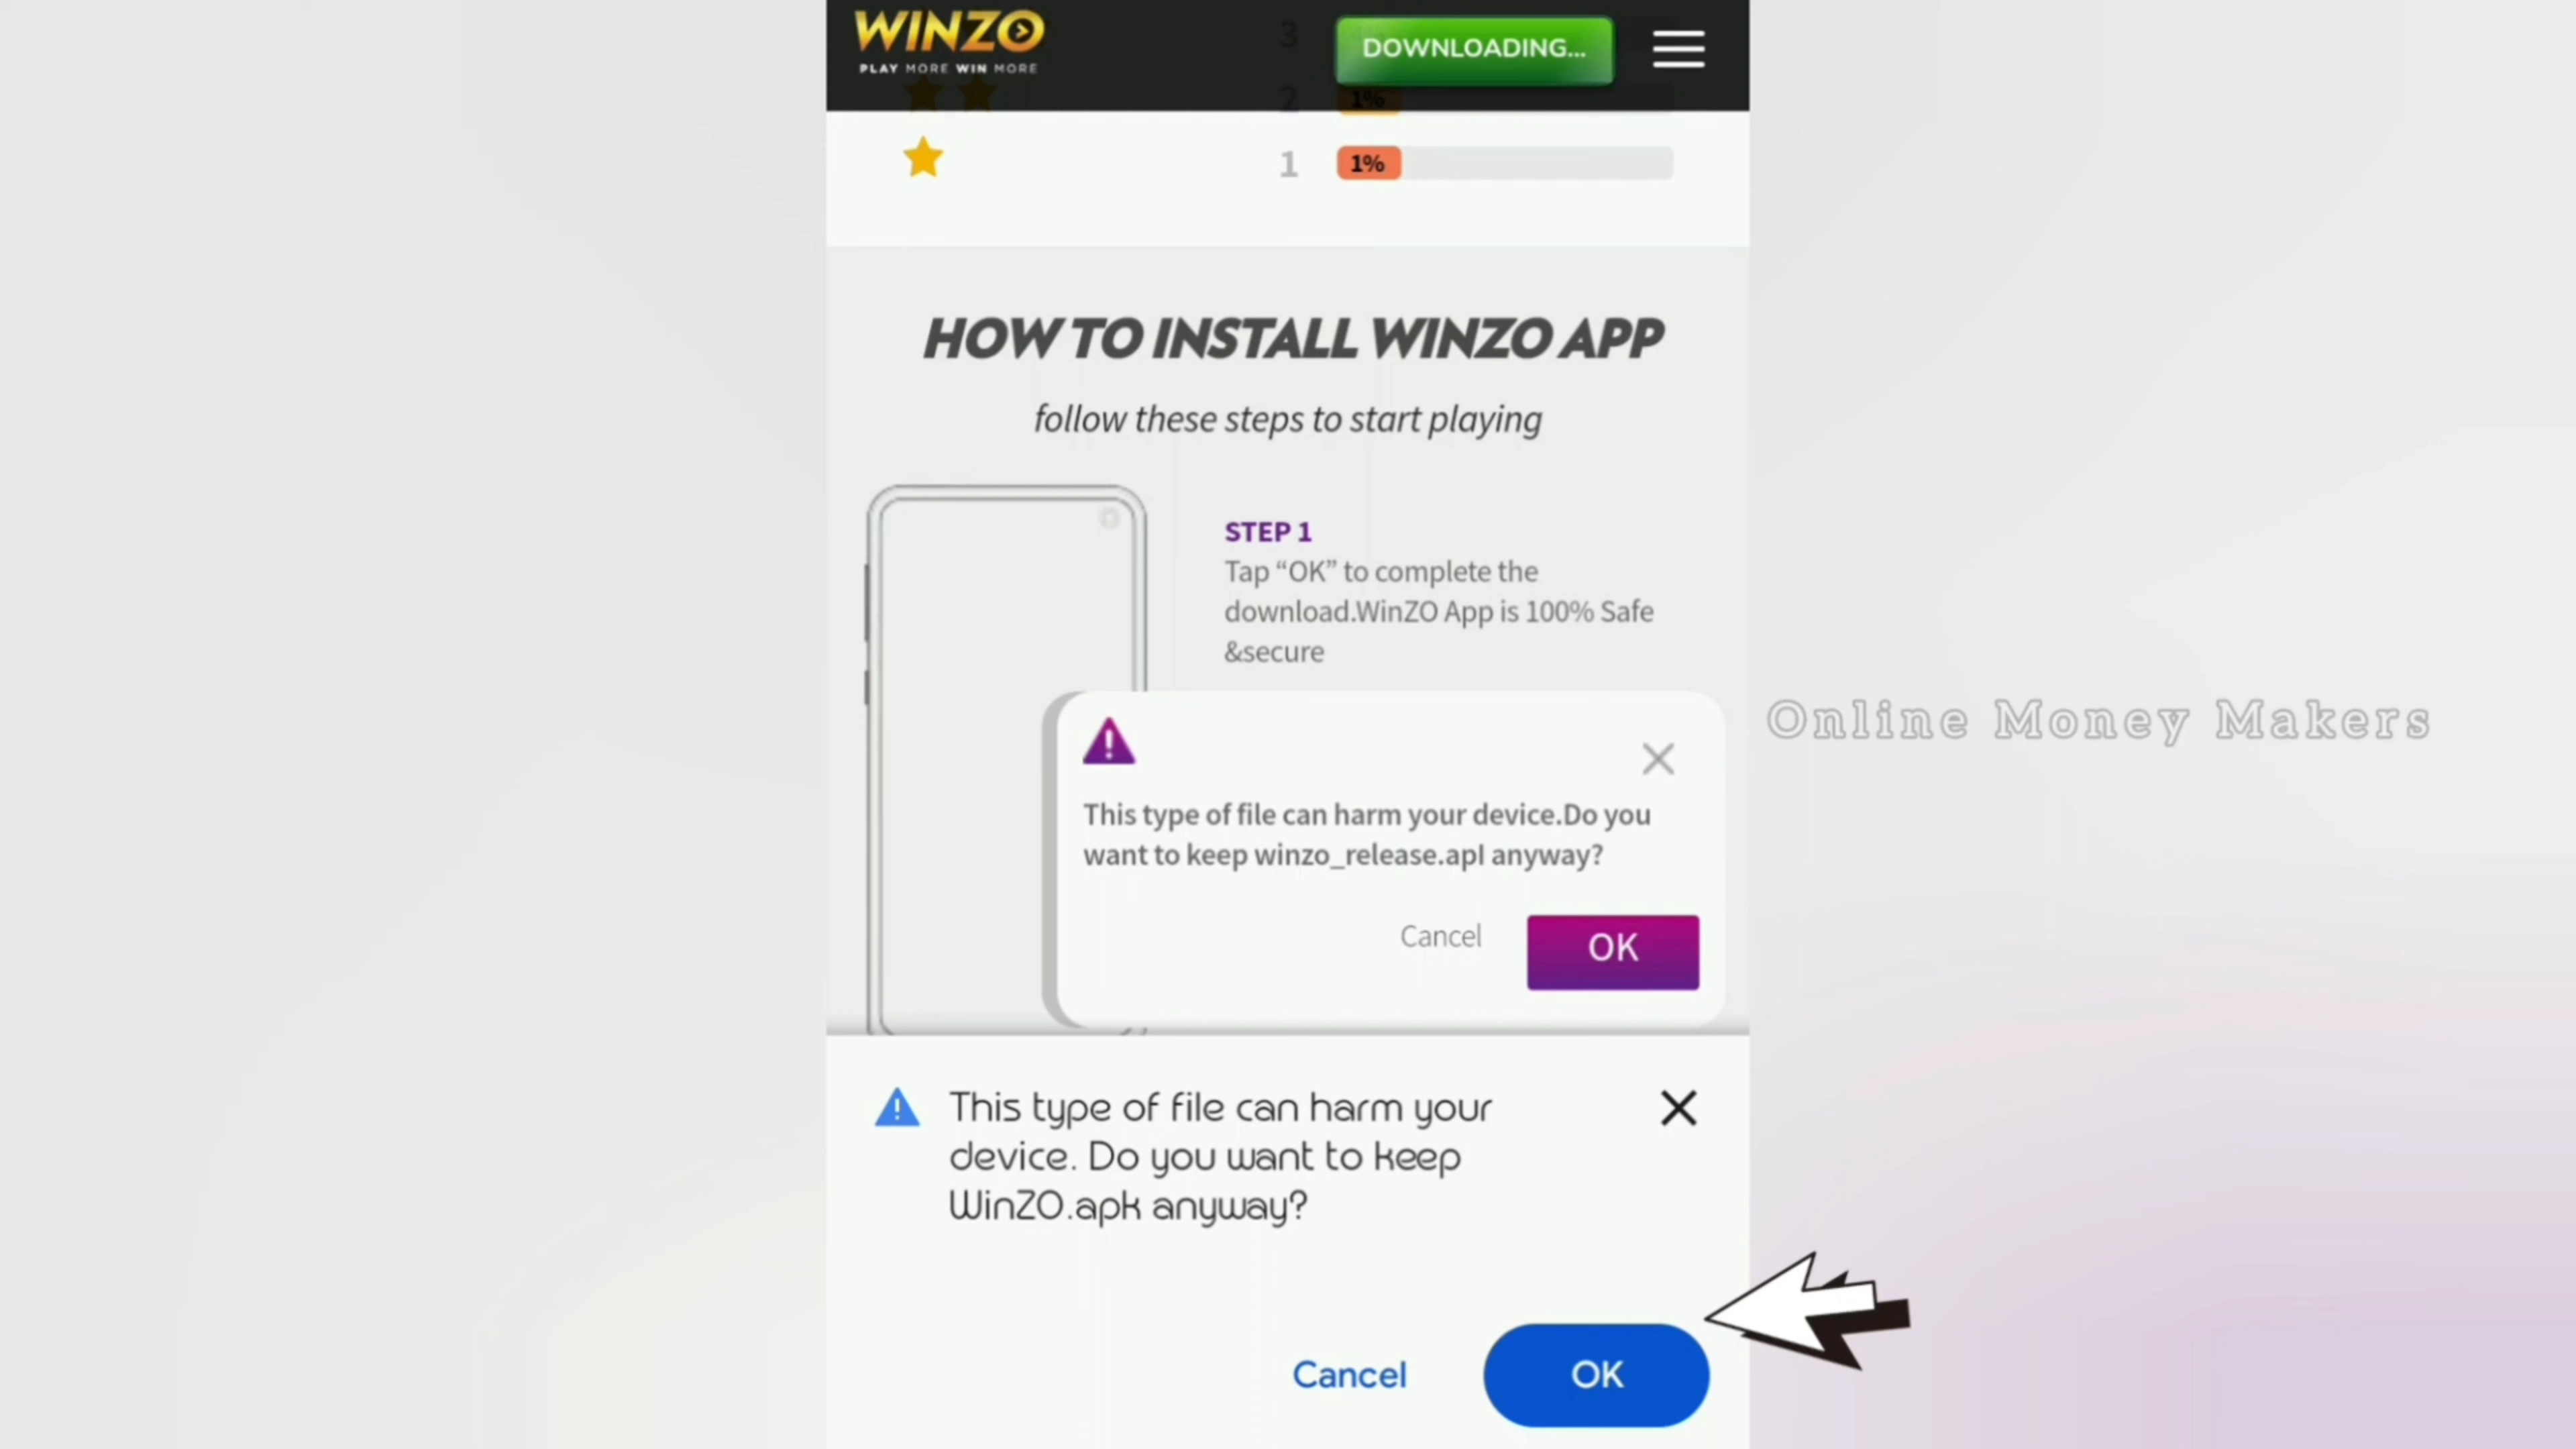 WINZO
PLAY MORE WIN MORE
DOWNLOADING...
3
2 1%
1 1%
HOW TO INSTALL WINZO APP
follow these steps to start playing
STEP 1
Tap “OK” to complete the
download.WinZO App is 100% Safe
&secure
Online Money Makers
This type of file can harm your device.Do you
want to keep winzo_release.apl anyway?
Cancel OK
This type of file can harm your
device. Do you want to keep
WinZO.apk anyway?
Cancel OK